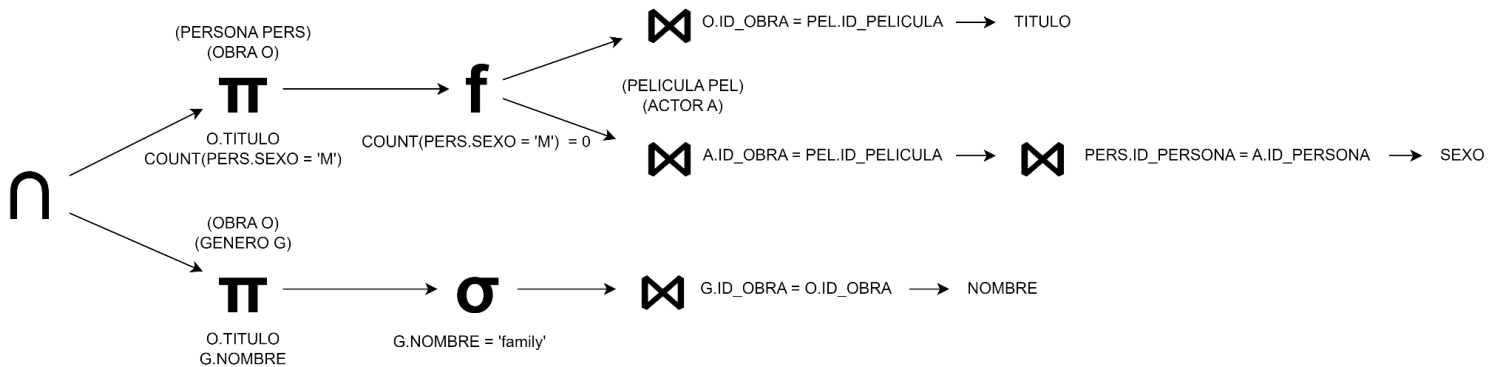 (PERSONA PERS)
(OBRA O)
π
O.TITULO
COUNT(PERS.SEXO = 'M')
f
COUNT(PERS.SEXO = 'M') = 0
⋈ O.ID_OBRA = PEL.ID_PELICULA
TITULO
(PELICULA PEL)
(ACTOR A)
⋈ A.ID_OBRA = PEL.ID_PELICULA
⋈ PERS.ID_PERSONA = A.ID_PERSONA
SEXO
∩
(OBRA O)
(GENERO G)
π
O.TITULO
G.NOMBRE
σ
G.NOMBRE = 'family'
⋈ G.ID_OBRA = O.ID_OBRA
NOMBRE